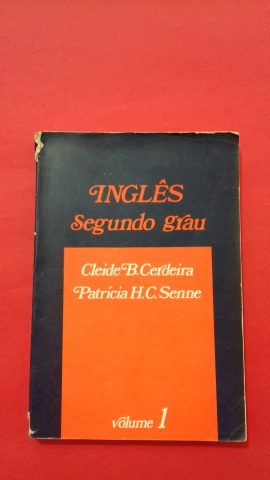 INGLÊS
Segundo grau
Cleide B. Cerdeira
Patrícia H.C. Senne
volume 1